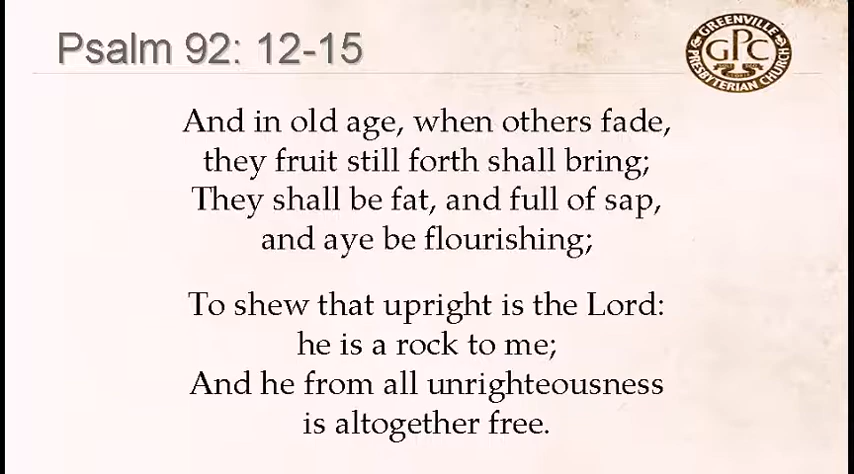 Psalm 92: 12-15
GREENVILLE
GPC
PRESBYTERIAN CHURCH
And in old age, when others fade,
they fruit still forth shall bring;
They shall be fat, and full of sap,
and aye be flourishing;
To shew that upright is the Lord:
he is a rock to me;
And he from all unrighteousness
is altogether free.